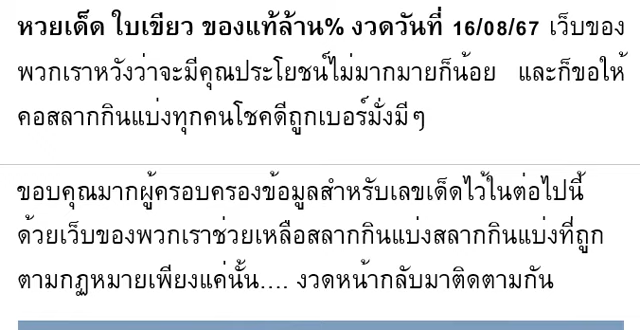 หวยเด็ด ใบเขียว ของแท้ล้าน% งวดวันที่ 16/08/67 เว็บของ
พวกเราหวังว่าจะมีคุณประโยชน์ไม่มากมายก็น้อย และก็ขอให้
คอสลากกินแบ่งทุกคนโชคดีถูกเบอร์มั่งมีๆ
ขอบคุณมากผู้ครอบครองข้อมูลสำหรับเลขเด็ดไว้ในต่อไปนี้
ด้วยเว็บของพวกเราช่วยเหลือสลากกินแบ่งสลากกินแบ่งที่ถูก
ตามกฏหมายเพียงแค่นั้น.... งวดหน้ากลับมาติดตามกัน